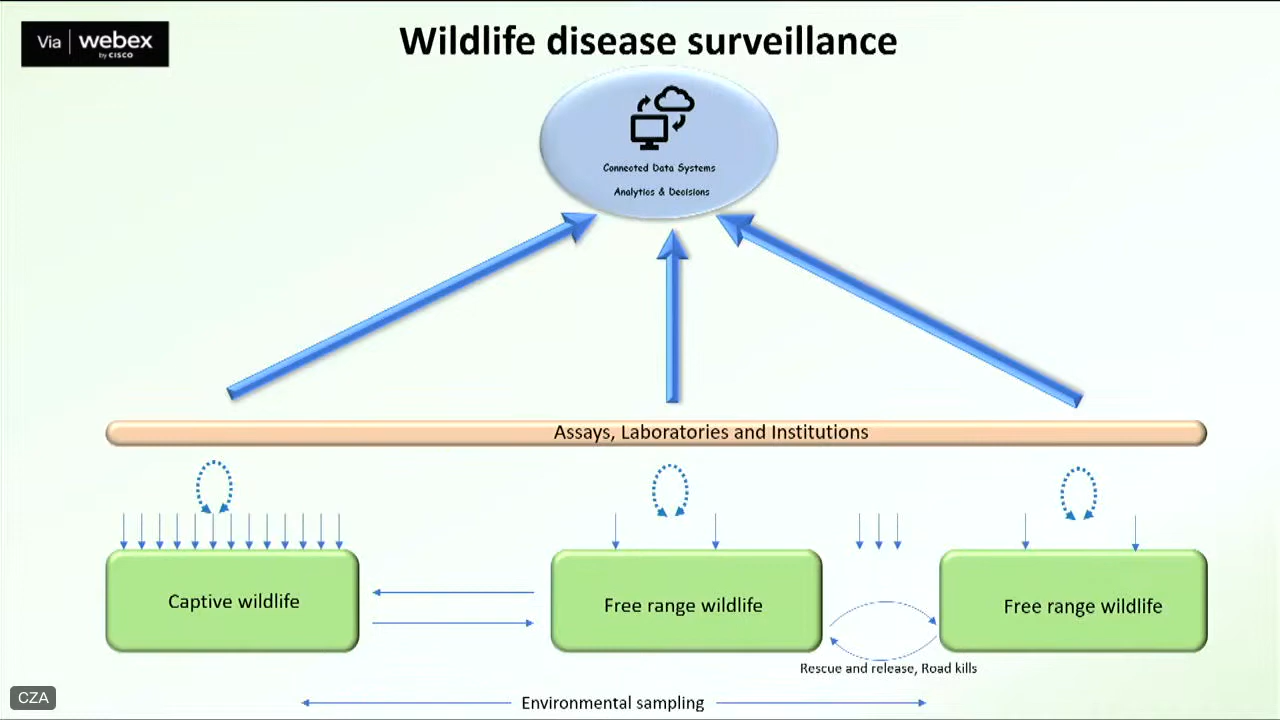 Via webex
by CISCO
Wildlife disease surveillance
Connected Data Systems
Analytics & Decisions
Assays, Laboratories and Institutions
Captive wildlife
Free range wildlife
Free range wildlife
Rescue and release, Road kills
Environmental sampling
CZA